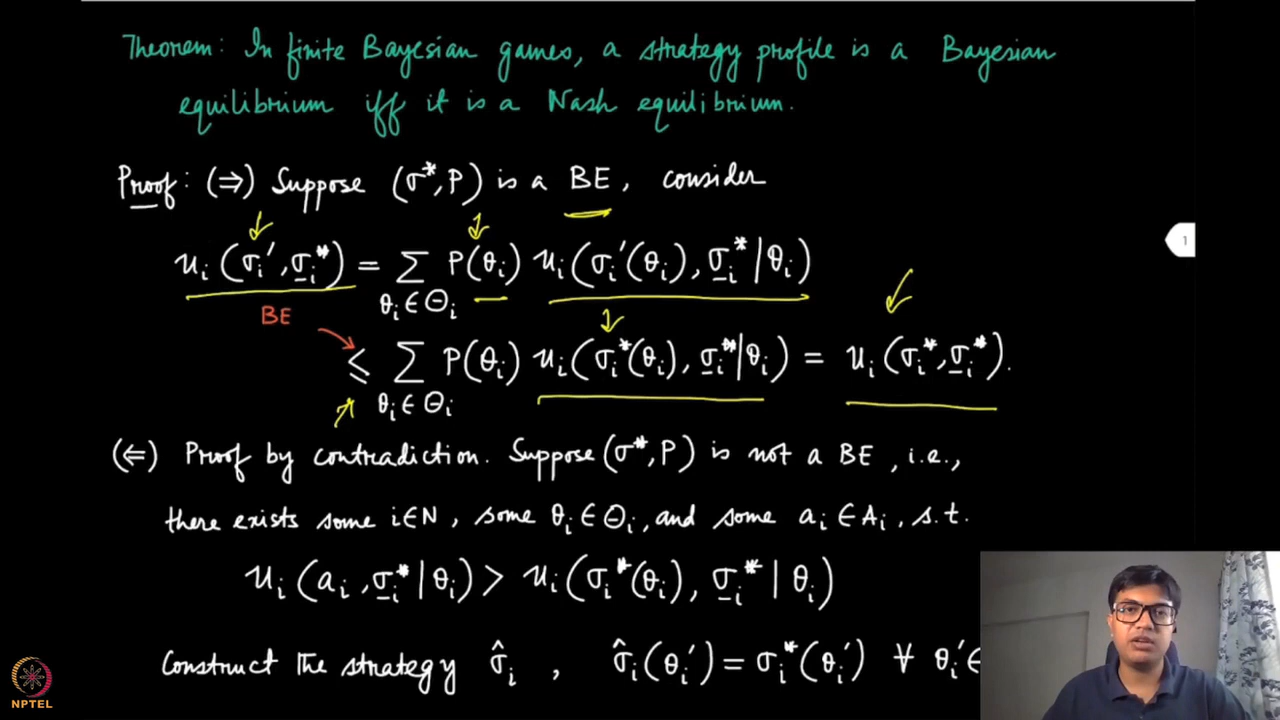 Theorem: In finite Bayesian games, a strategy profile is a Bayesian
equilibrium iff it is a Nash equilibrium.
Proof: (⇒) Suppose (σ*, P) is a BE, consider
u_i(σ_i', σ_{-i}*) = Σ_{θ_i ∈ Θ_i} P(θ_i) u_i(σ_i'(θ_i), σ_{-i}* | θ_i)
BE
≤ Σ_{θ_i ∈ Θ_i} P(θ_i) u_i(σ_i*(θ_i), σ_{-i}* | θ_i) = u_i(σ_i*, σ_{-i}*).
(⇐) Proof by contradiction. Suppose (σ*, P) is not a BE, i.e.,
there exists some i ∈ N, some θ_i ∈ Θ_i, and some a_i ∈ A_i, s.t.
u_i(a_i, σ_{-i}* | θ_i) > u_i(σ_i*(θ_i), σ_{-i}* | θ_i)
Construct the strategy σ̂_i , σ̂_i(θ_i') = σ_i*(θ_i') ∀ θ_i' ∈
1
NPTEL